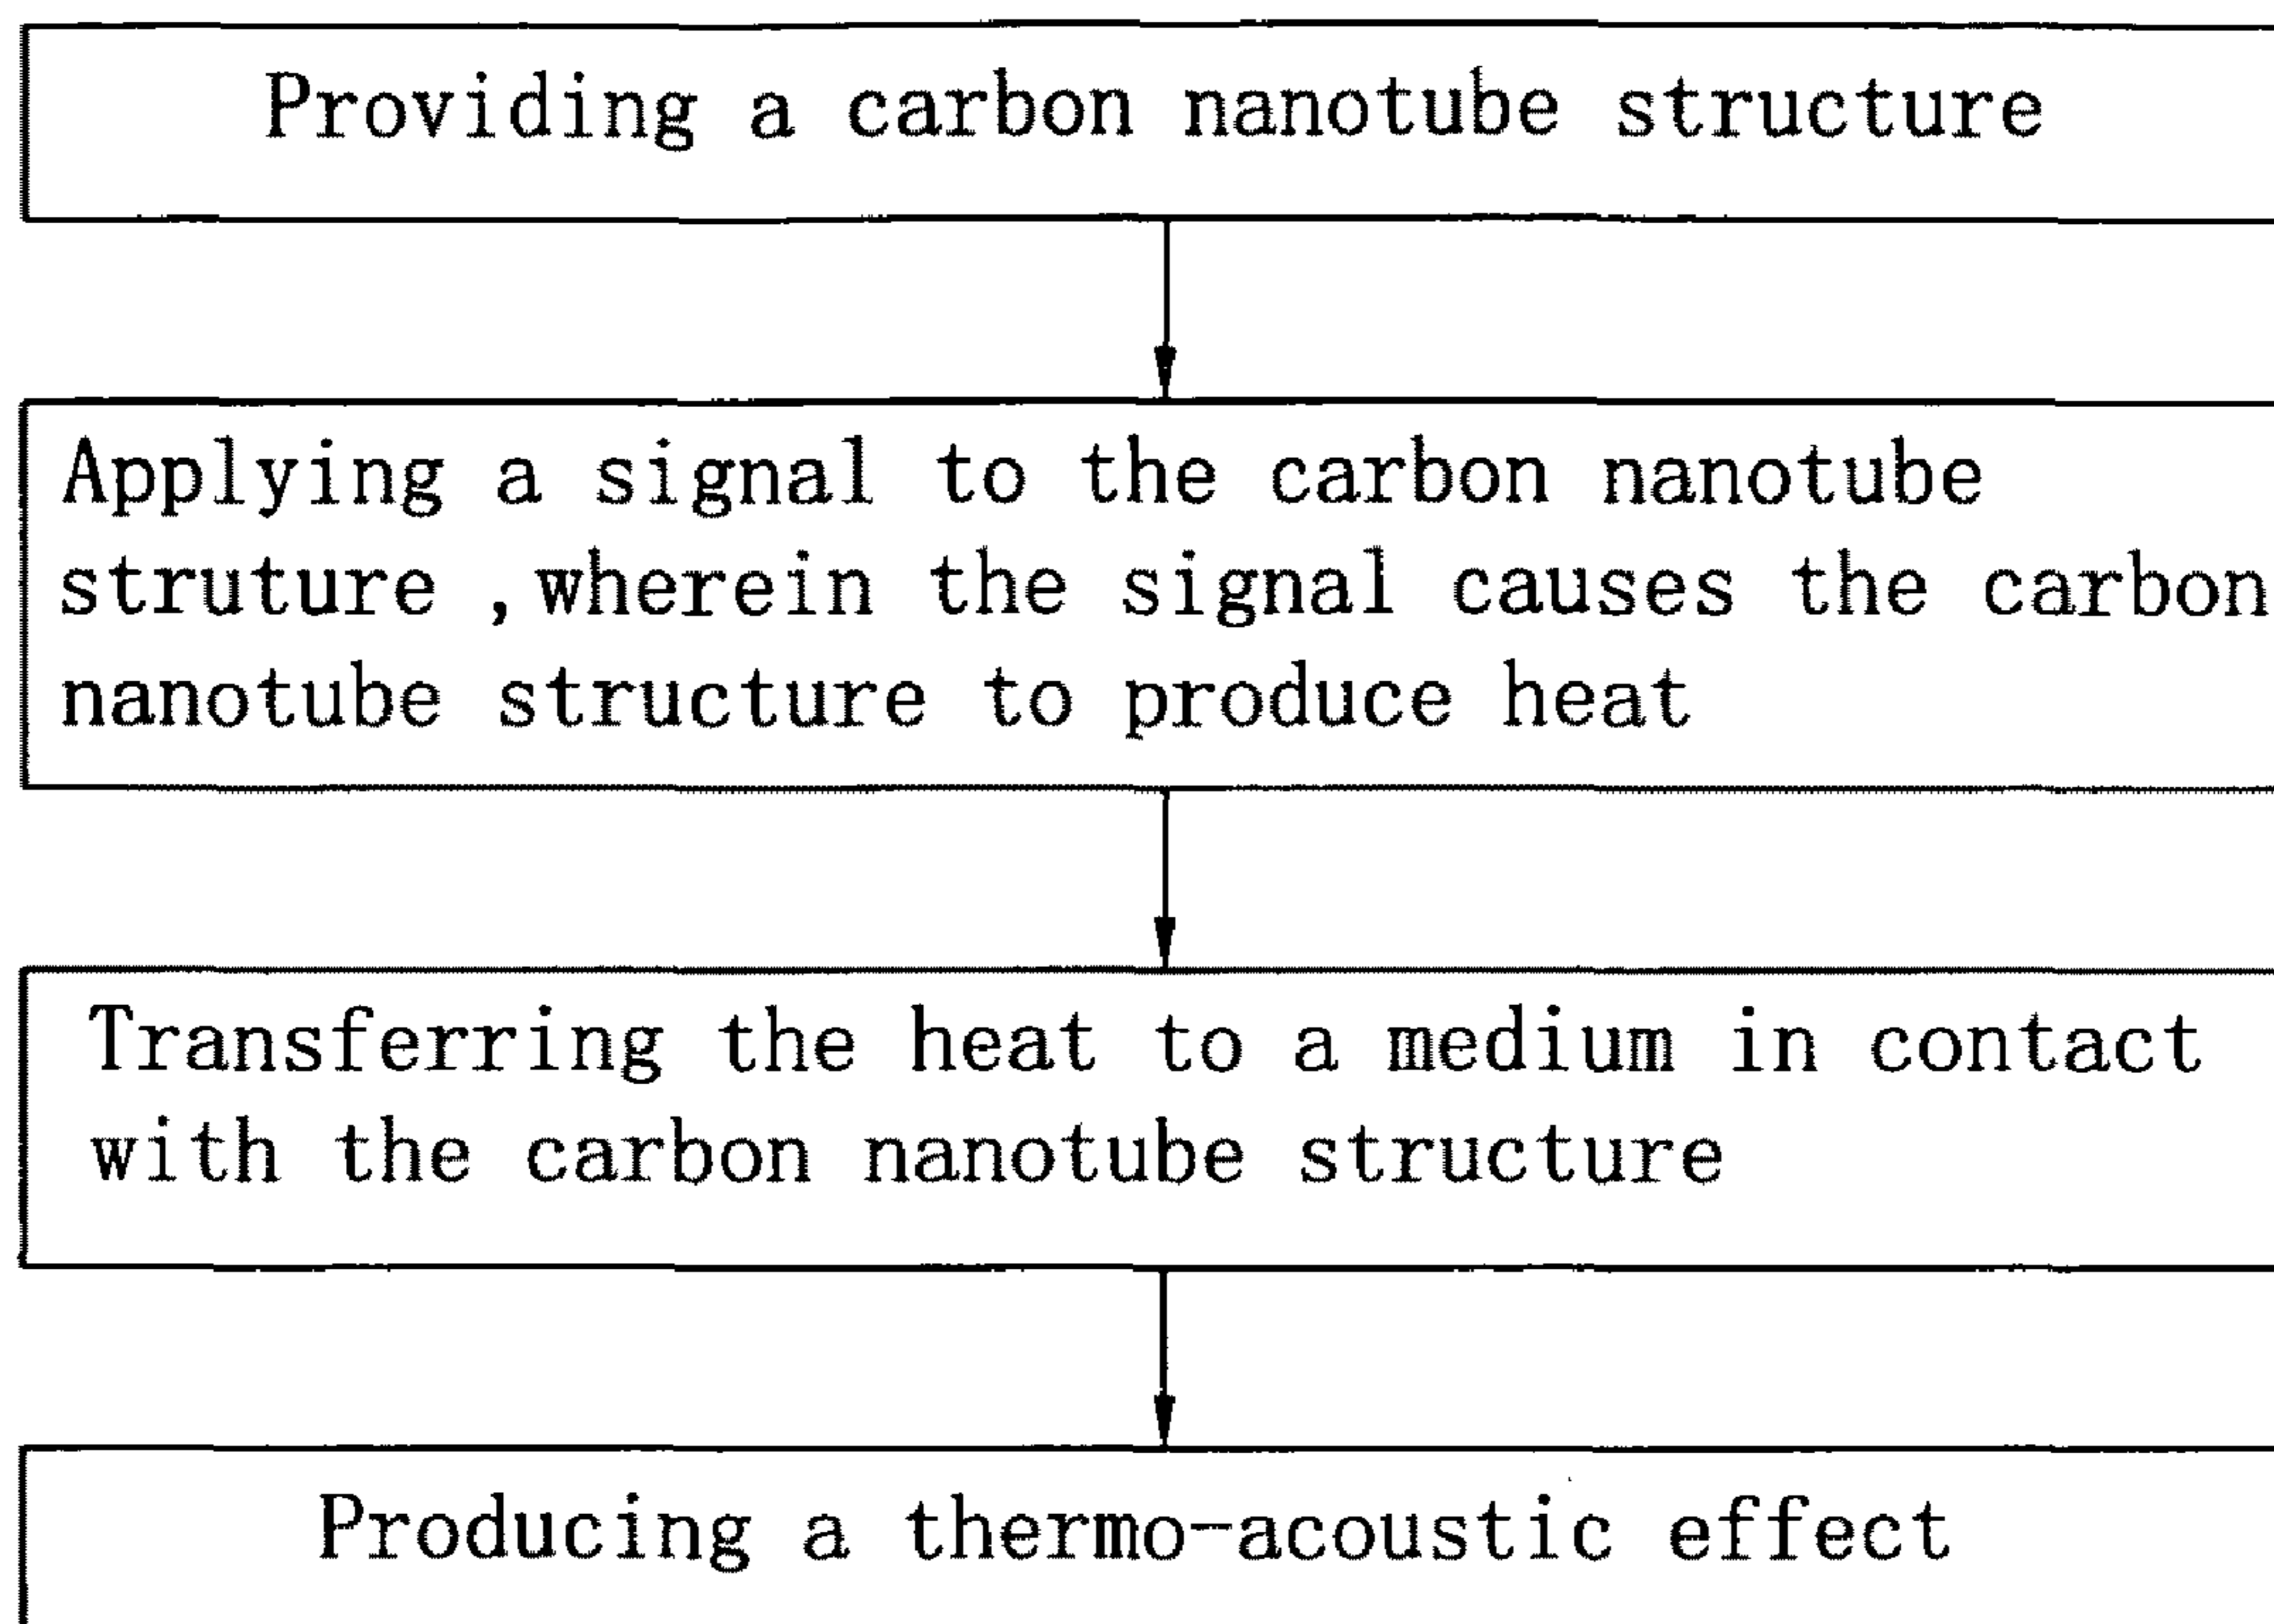 Providing a carbon nanotube structure
Applying a signal to the carbon nanotube
struture ,wherein the signal causes the carbon
nanotube structure to produce heat
Transferring the heat to a medium in contact
with the carbon nanotube structure
Producing a thermo-acoustic effect